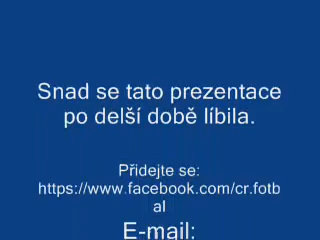 Snad se tato prezentace
po delší době líbila.
Přidejte se:
https://www.facebook.com/cr.fotb
al
E-mail: